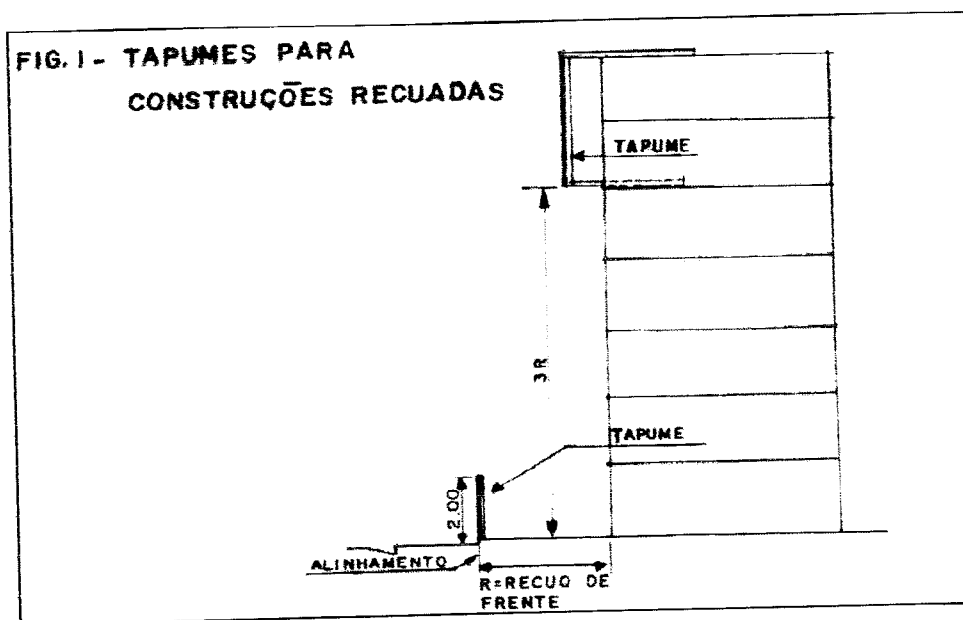 FIG. 1 - TAPUMES PARA
CONSTRUÇÕES RECUADAS
TAPUME
3R
TAPUME
2.00
ALINHAMENTO
R=RECUO DE
FRENTE